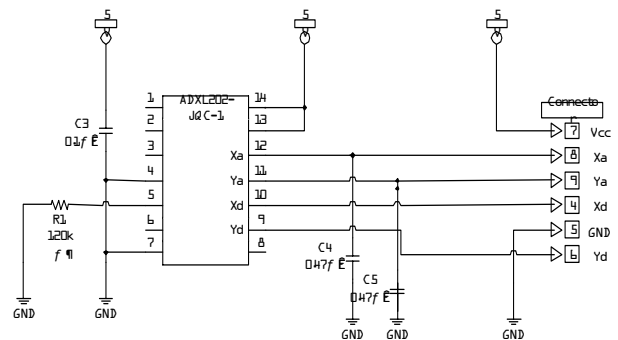 5 5 5
Connecto
r
1 ADXL202- 14
2 JQC-1 13
3 Xa 12
4 Ya 11
5 Xd 10
6 Yd 9
7 8
C3
0.1
R1
120k
C4
C5
7 Vcc
8 Xa
9 Ya
4 Xd
5 GND
6 Yd
GND GND GND GND GND